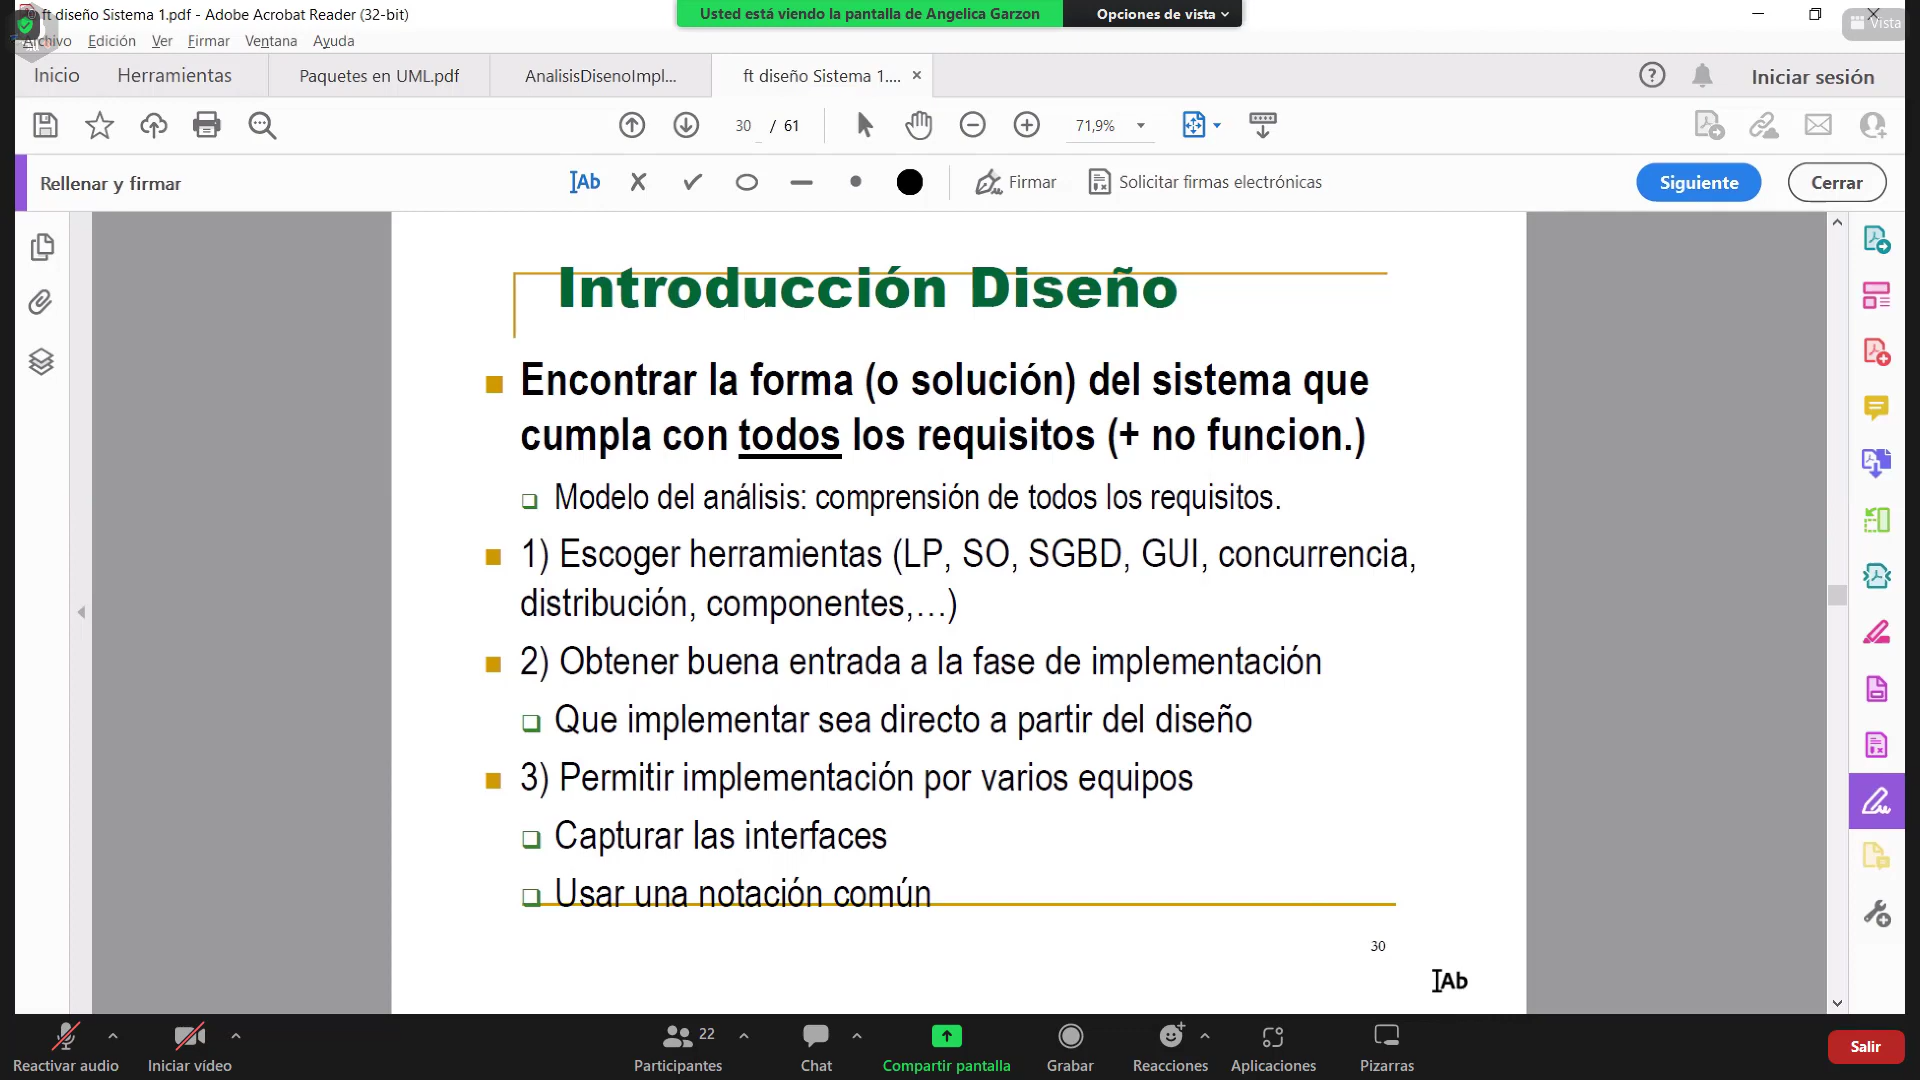 ft diseño Sistema 1.pdf - Adobe Acrobat Reader (32-bit)
Usted está viendo la pantalla de Angelica Garzon
Opciones de vista
Vista
Archivo Edición Ver Firmar Ventana Ayuda
Inicio Herramientas Paquetes en UML.pdf AnalisisDisenoImpl... ft diseño Sistema 1.... × Iniciar sesión
30 / 61 71,9%
Rellenar y firmar Ab Firmar Solicitar firmas electrónicas Siguiente Cerrar
Introducción Diseño
Encontrar la forma (o solución) del sistema que
cumpla con todos los requisitos (+ no funcion.)
Modelo del análisis: comprensión de todos los requisitos.
1) Escoger herramientas (LP, SO, SGBD, GUI, concurrencia,
distribución, componentes,...)
2) Obtener buena entrada a la fase de implementación
Que implementar sea directo a partir del diseño
3) Permitir implementación por varios equipos
Capturar las interfaces
Usar una notación común
30
Ab
22
Reactivar audio Iniciar vídeo Participantes Chat Compartir pantalla Grabar Reacciones Aplicaciones Pizarras Salir